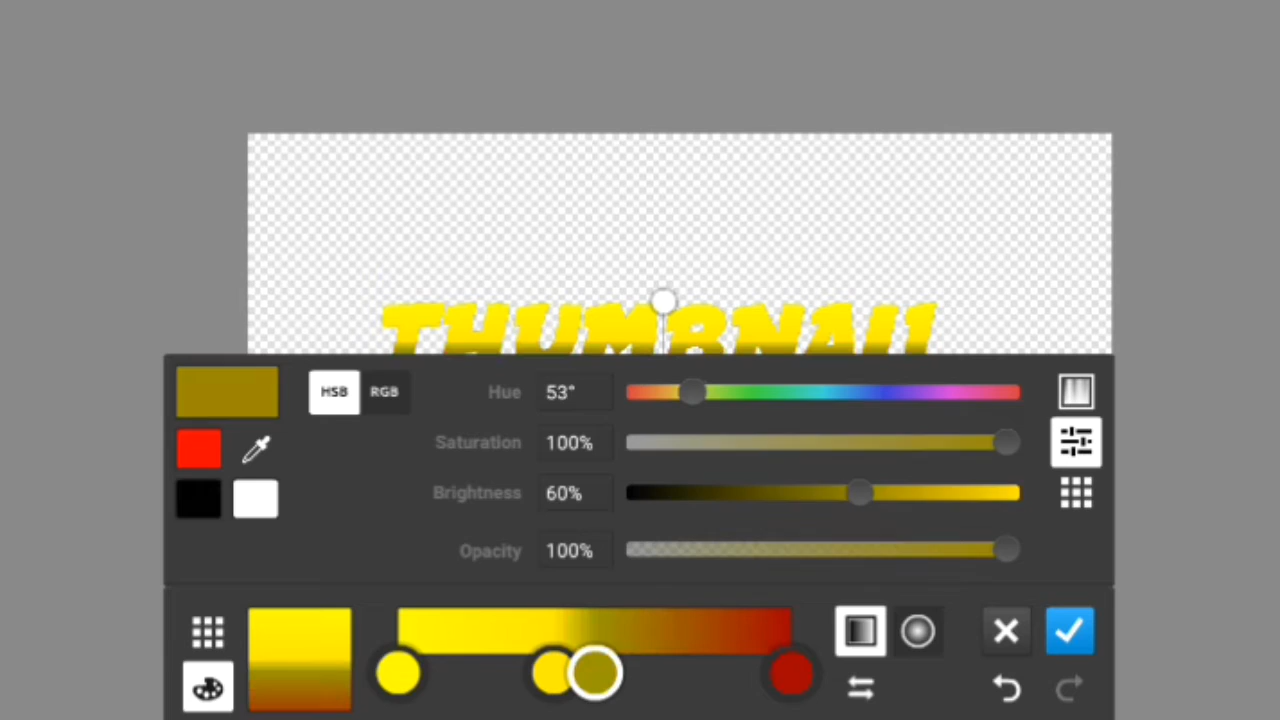 THUMBNAIl
HSB RGB Hue 53°
Saturation 100%
Brightness 60%
Opacity 100%